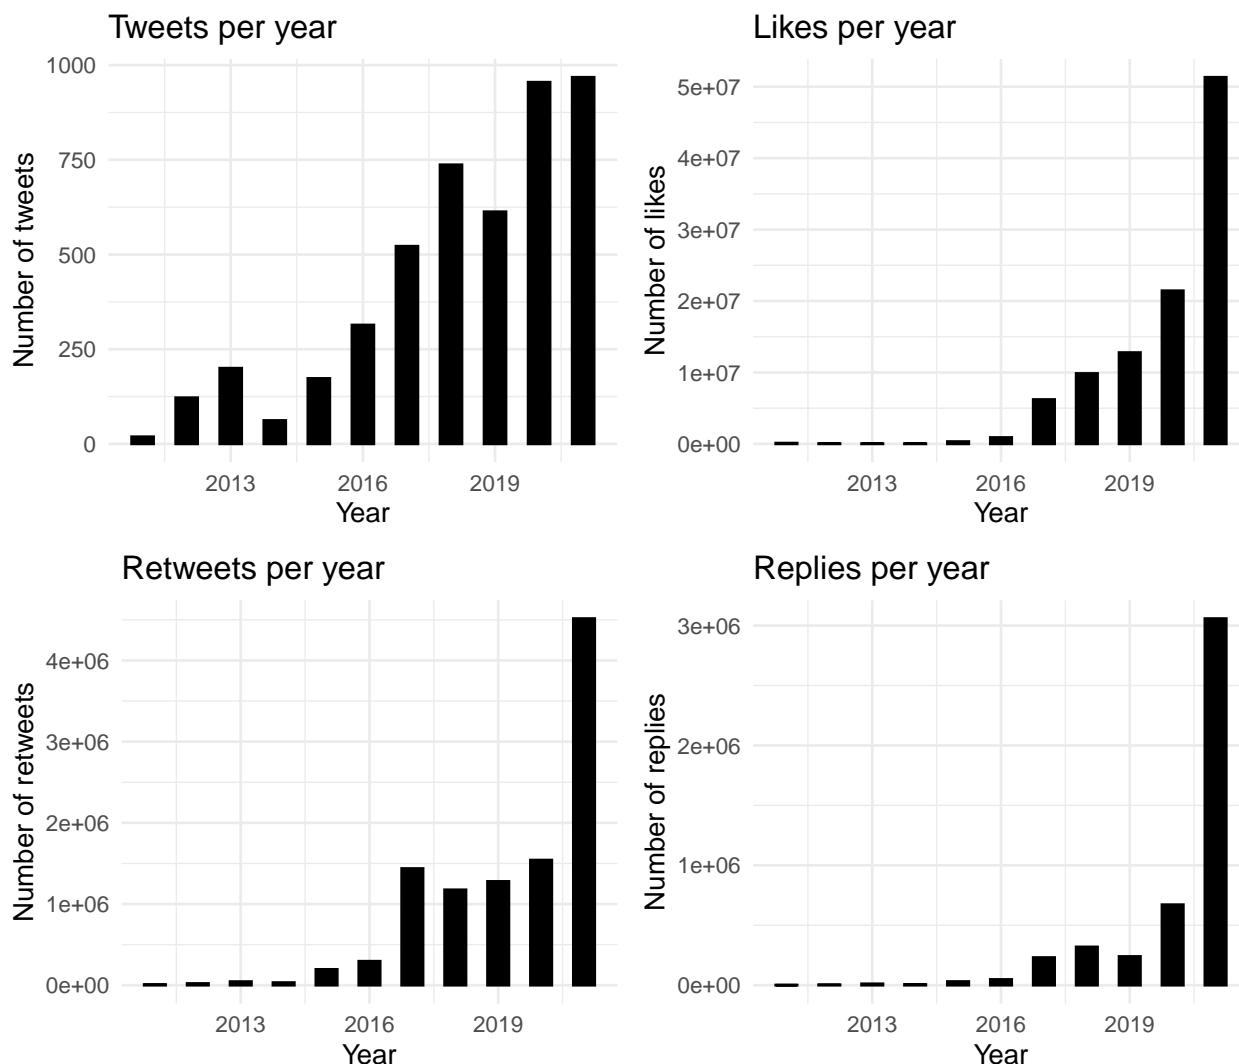 Tweets per year
1000
750
500
250
0
Number of tweets
2013 2016 2019
Year
Likes per year
5e+07
4e+07
3e+07
2e+07
1e+07
0e+00
Number of likes
2013 2016 2019
Year
Retweets per year
4e+06
3e+06
2e+06
1e+06
0e+00
Number of retweets
2013 2016 2019
Year
Replies per year
3e+06
2e+06
1e+06
0e+00
Number of replies
2013 2016 2019
Year